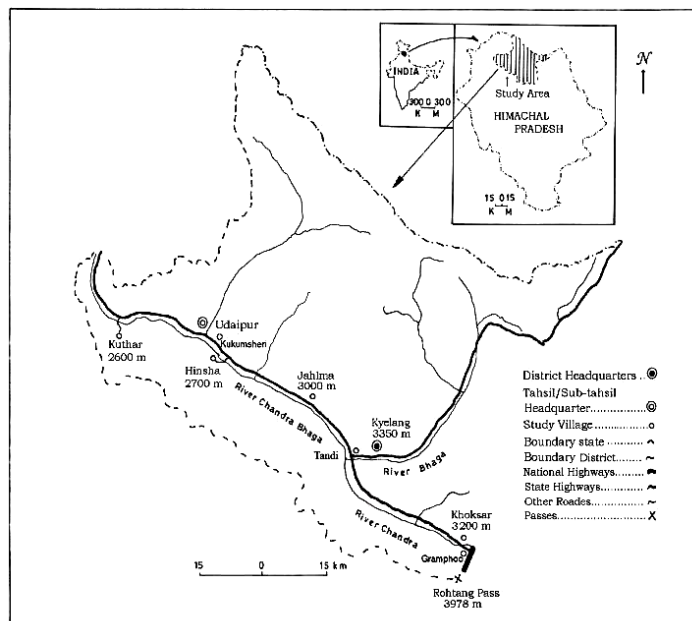 N
INDIA
300 0 300
K M
Study Area
HIMACHAL
PRADESH
15 0 15
K M
Udaipur
Kukumsheri
Kuthar
2600 m
Hinsha
2700 m
Jahlma
3000 m
River Chandra Bhaga
Kyelang
3350 m
Tandi
River Bhaga
River Chandra
Khoksar
3200 m
Gramphoo
Rohtang Pass
3978 m
15 0 15 km
District Headquarters
Tahsil/Sub-tahsil
Headquarter
Study Village
Boundary state
Boundary District
National Highways
State Highways
Other Roades
Passes X